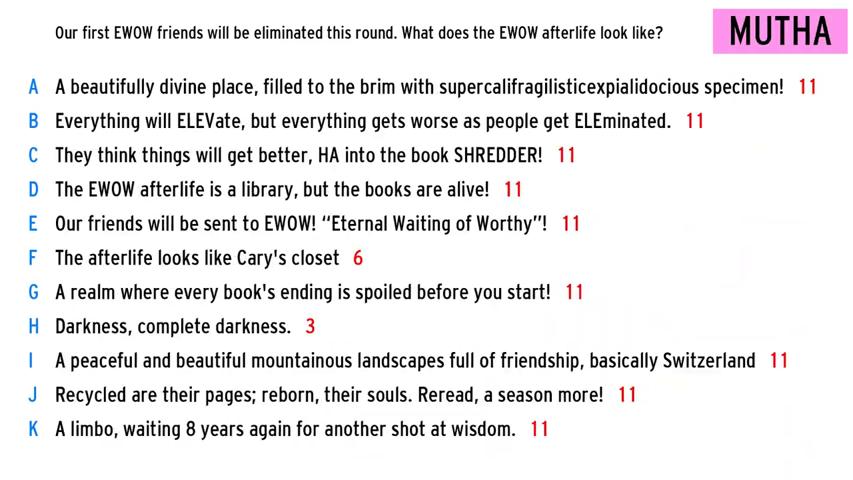 Our first EWOW friends will be eliminated this round. What does the EWOW afterlife look like?
MUTHA
A A beautifully divine place, filled to the brim with supercalifragilisticexpialidocious specimen! 11
B Everything will ELEVate, but everything gets worse as people get ELEminated. 11
C They think things will get better, HA into the book SHREDDER! 11
D The EWOW afterlife is a library, but the books are alive! 11
E Our friends will be sent to EWOW! “Eternal Waiting of Worthy”! 11
F The afterlife looks like Cary's closet 6
G A realm where every book's ending is spoiled before you start! 11
H Darkness, complete darkness. 3
I A peaceful and beautiful mountainous landscapes full of friendship, basically Switzerland 11
J Recycled are their pages; reborn, their souls. Reread, a season more! 11
K A limbo, waiting 8 years again for another shot at wisdom. 11